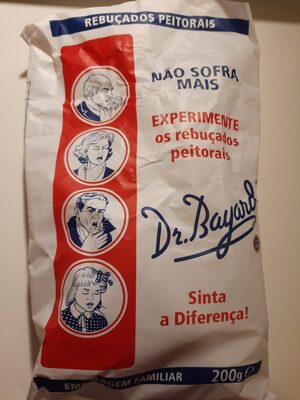 REBUÇADOS PEITORAIS
NÃO SOFRA
MAIS
EXPERIMENTE
os rebuçados
peitorais
Dr. Bayard
Sinta
a Diferença!
EMBALAGEM FAMILIAR 200g ℮